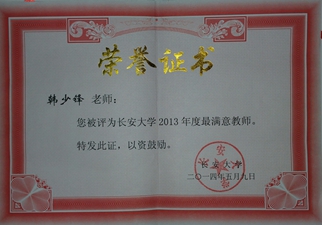 荣誉证书
韩少锋 老师：
您被评为长安大学2013年度最满意教师。
特发此证，以资鼓励。
长安大学
二〇一四年五月九日